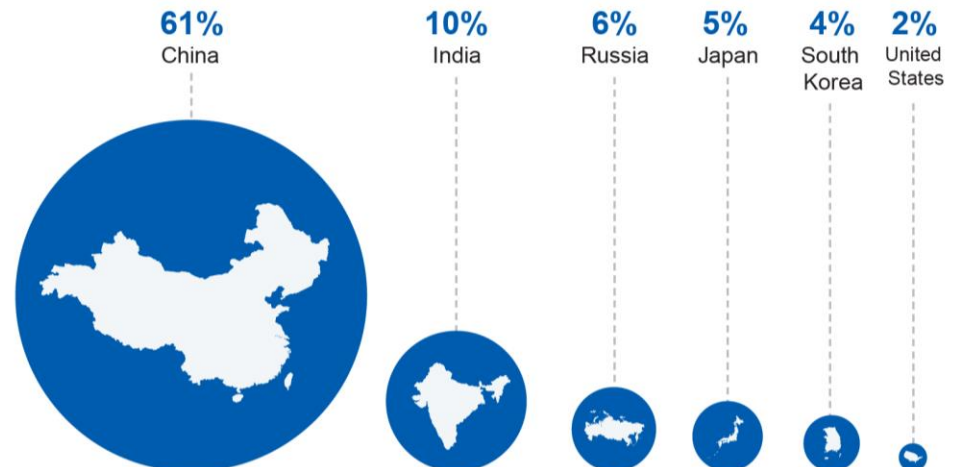 61%
China
10%
India
6%
Russia
5%
Japan
4%
South
Korea
2%
United
States